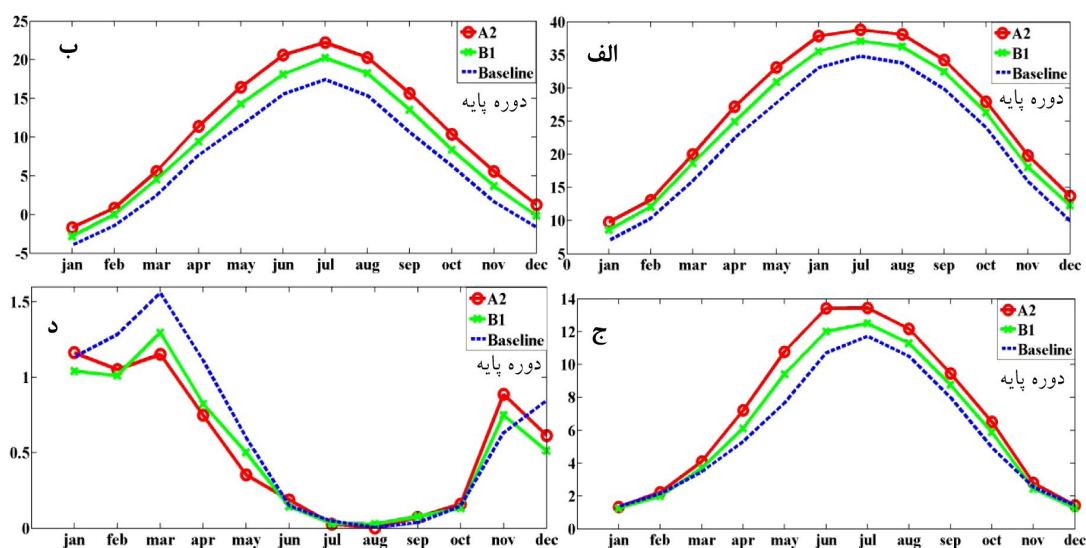 ب
A2
B1
Baseline
دوره پایه
25
20
15
10
5
0
-5
jan feb mar apr may jun jul aug sep oct nov dec
الف
A2
B1
Baseline
دوره پایه
40
35
30
25
20
15
10
5
0
jan feb mar apr may jan jul aug sep oct nov dec
د
A2
B1
Baseline
دوره پایه
1.5
1
0.5
0
jan feb mar apr may jun jul aug sep oct nov dec
ج
A2
B1
Baseline
دوره پایه
14
12
10
8
6
4
2
0
jan feb mar apr may jun jul aug sep oct nov dec